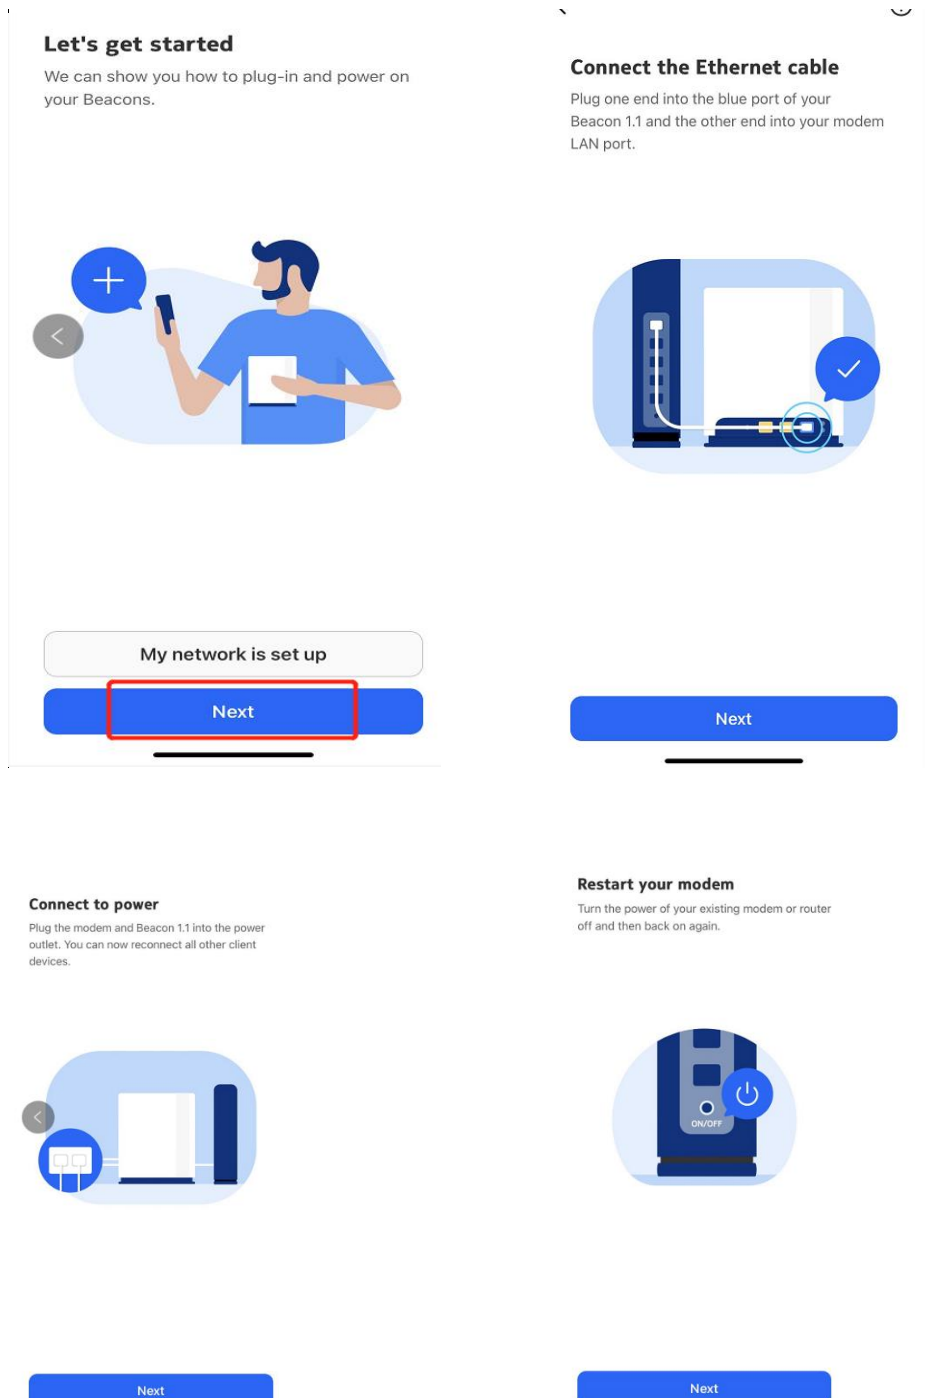 Let's get started
We can show you how to plug-in and power on
your Beacons.
My network is set up
Next
Connect the Ethernet cable
Plug one end into the blue port of your
Beacon 1.1 and the other end into your modem
LAN port.
Next
Connect to power
Plug the modem and Beacon 1.1 into the power
outlet. You can now reconnect all other client
devices.
Next
Restart your modem
Turn the power of your existing modem or router
off and then back on again.
ON/OFF
Next